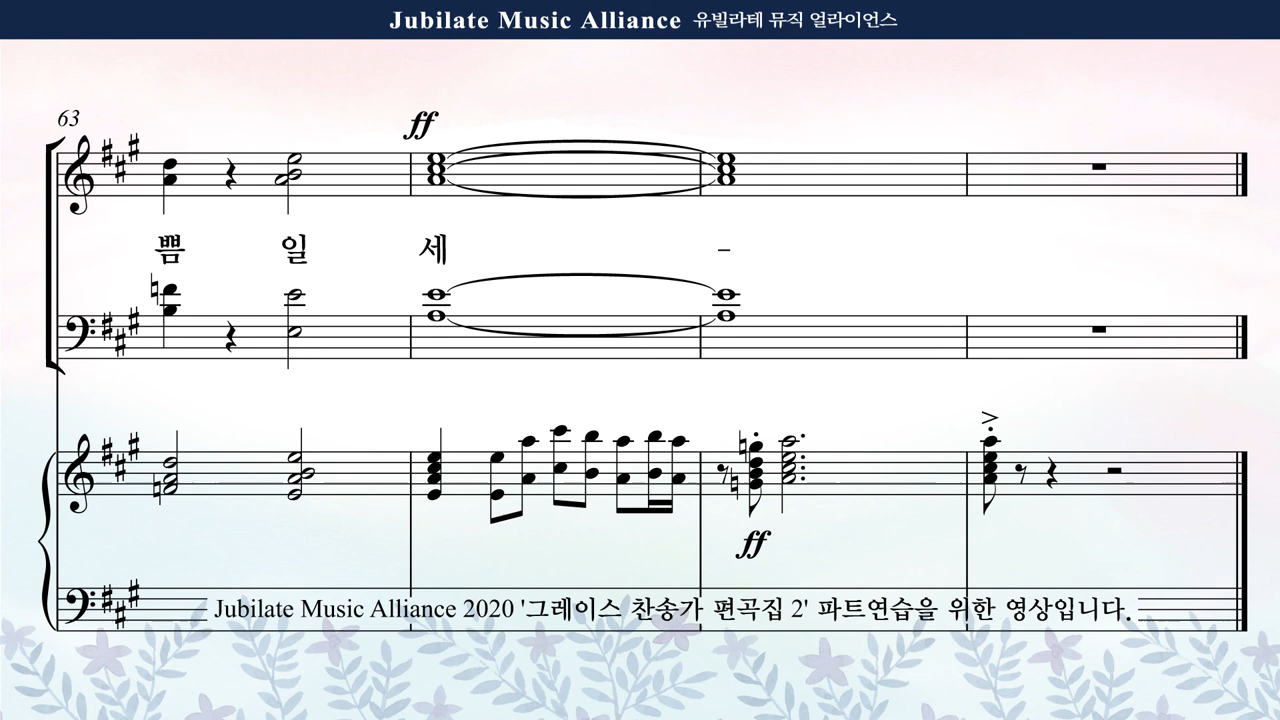 Jubilate Music Alliance 유빌라테 뮤직 얼라이언스
63
ff
쁨 일 세 -
ff
Jubilate Music Alliance 2020 '그레이스 찬송가 편곡집 2' 파트연습을 위한 영상입니다.